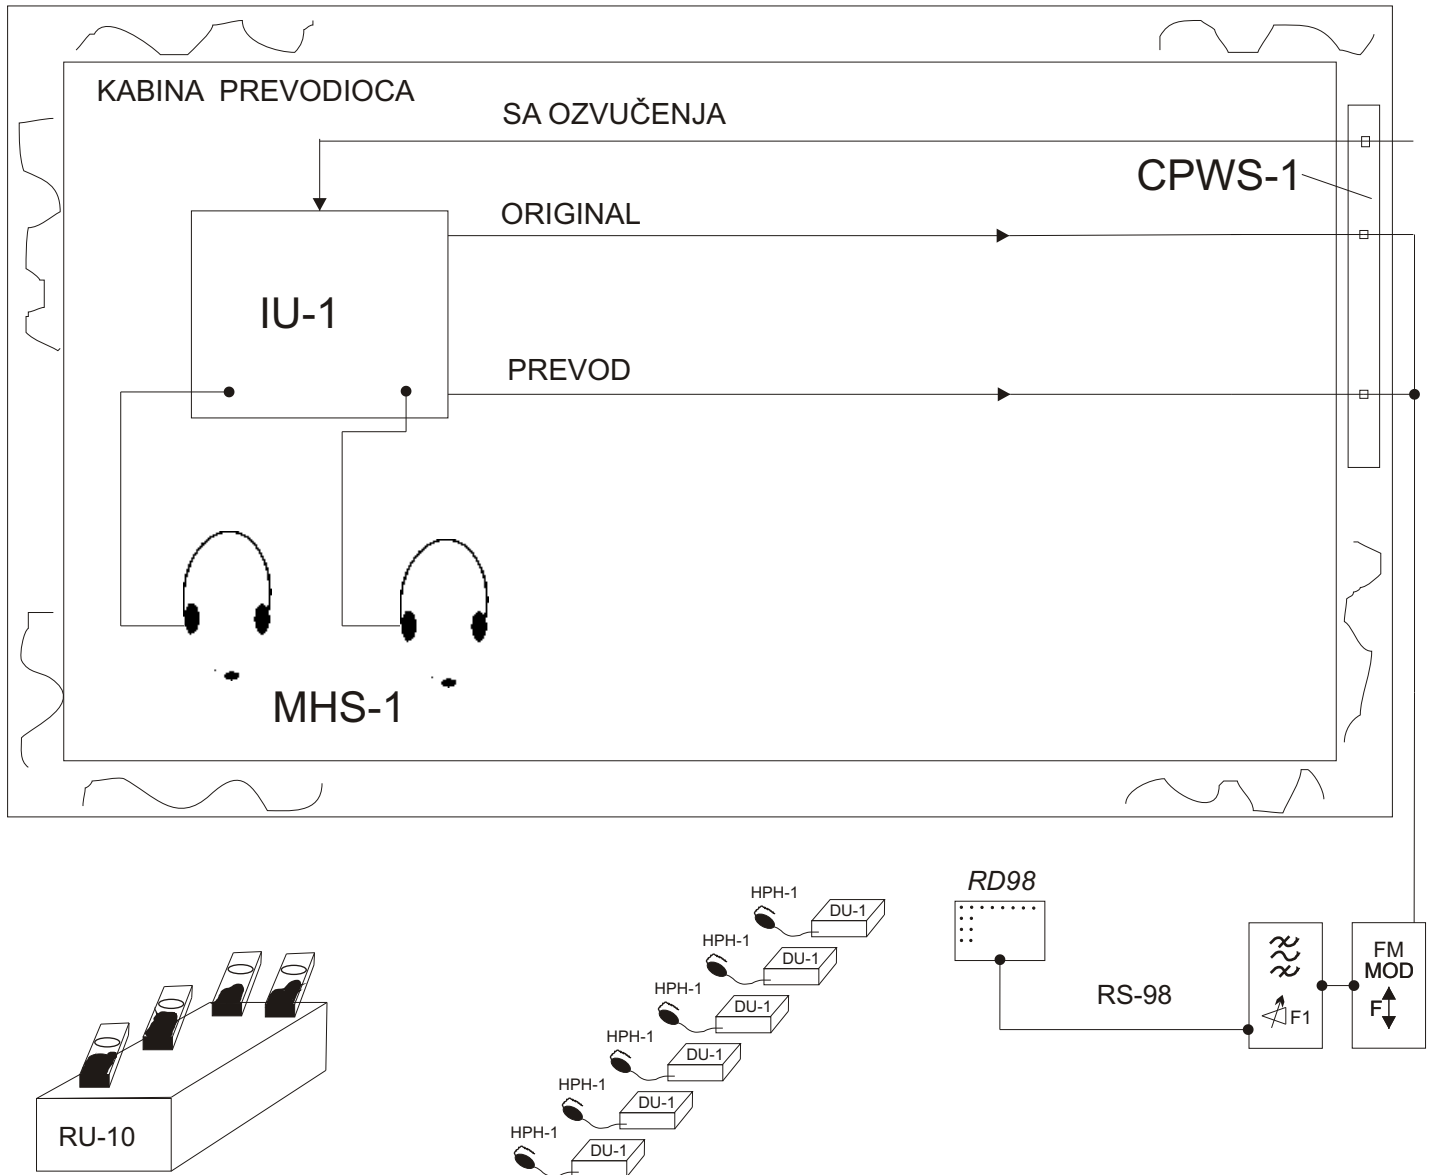 KABINA PREVODIOCA
SA OZVUČENJA
CPWS-1
ORIGINAL
IU-1
PREVOD
MHS-1
RD98
HPH-1
DU-1
HPH-1
DU-1
HPH-1
DU-1
HPH-1
DU-1
HPH-1
DU-1
HPH-1
DU-1
RS-98
F1
FM
MOD
F
RU-10